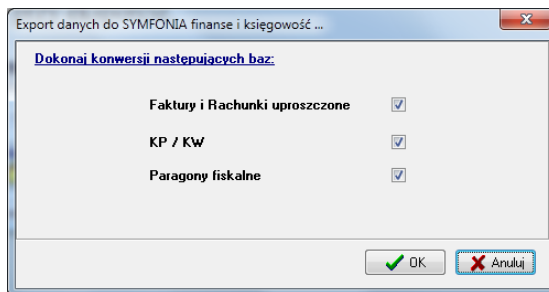 Export danych do SYMFONIA finanse i księgowość ...
Dokonaj konwersji następujących baz:
Faktury i Rachunki uproszczone
KP / KW
Paragony fiskalne
OK
Anuluj